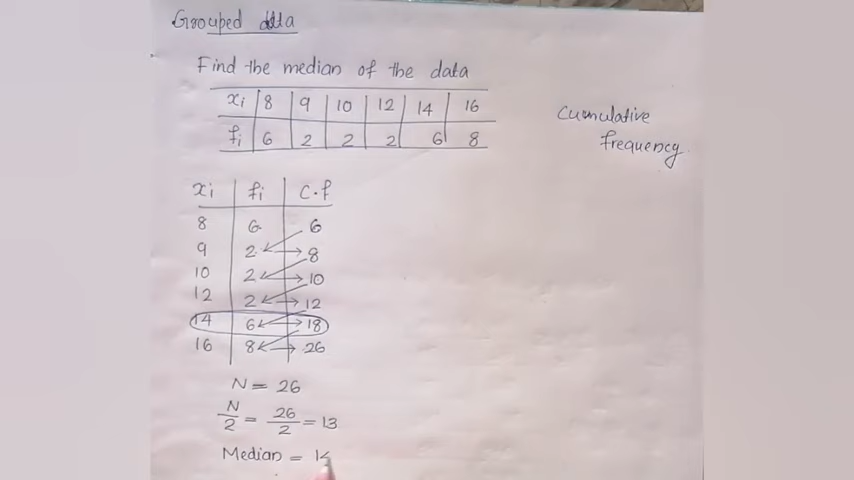 Grouped data
Find the median of the data
xi 8 9 10 12 14 16
fi 6 2 2 2 6 8
Cumulative
frequency
xi fi C.f
8 6 6
9 2 8
10 2 10
12 2 12
14 6 18
16 8 26
N = 26
N/2 = 26/2 = 13
Median = 14